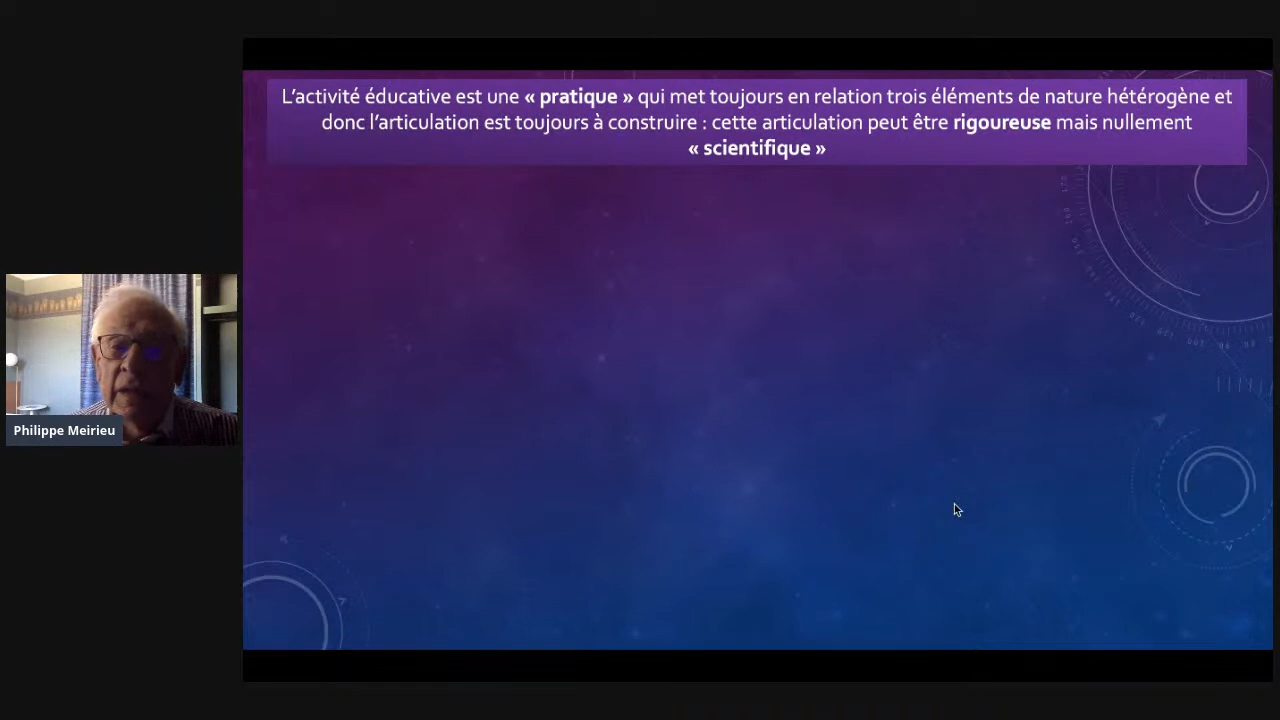 L’activité éducative est une « pratique » qui met toujours en relation trois éléments de nature hétérogène et
donc l’articulation est toujours à construire : cette articulation peut être rigoureuse mais nullement
« scientifique »
Philippe Meirieu